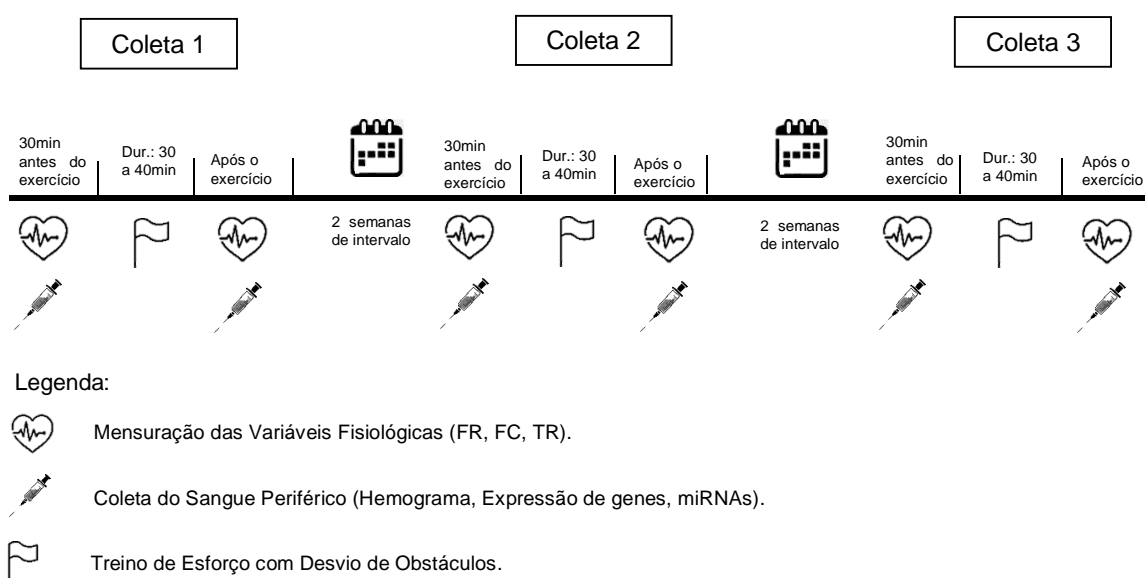 Coleta 1
Coleta 2
Coleta 3
30min
antes do
exercício
Dur.: 30
a 40min
Após o
exercício
30min
antes do
exercício
Dur.: 30
a 40min
Após o
exercício
30min
antes do
exercício
Dur.: 30
a 40min
Após o
exercício
2 semanas
de intervalo
2 semanas
de intervalo
Legenda:
Mensuração das Variáveis Fisiológicas (FR, FC, TR).
Coleta do Sangue Periférico (Hemograma, Expressão de genes, miRNAs).
Treino de Esforço com Desvio de Obstáculos.